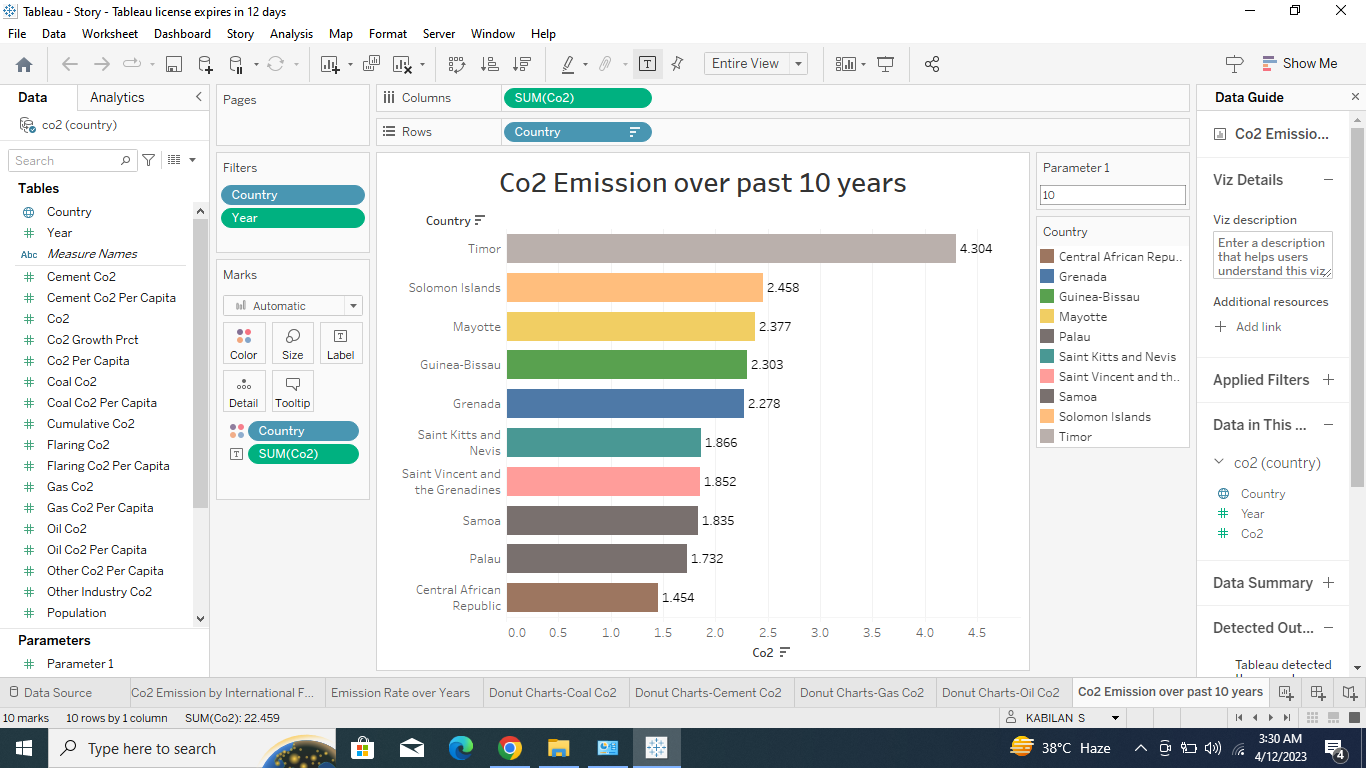 Tableau - Story - Tableau license expires in 12 days
File Data Worksheet Dashboard Story Analysis Map Format Server Window Help
Entire View
Show Me
Data Analytics
co2 (country)
Search
Tables
Country
Year
Abc Measure Names
Cement Co2
Cement Co2 Per Capita
Co2
Co2 Growth Prct
Co2 Per Capita
Coal Co2
Coal Co2 Per Capita
Cumulative Co2
Flaring Co2
Flaring Co2 Per Capita
Gas Co2
Gas Co2 Per Capita
Oil Co2
Oil Co2 Per Capita
Other Co2 Per Capita
Other Industry Co2
Population
Parameters
Parameter 1
Pages
Filters
Country
Year
Marks
Automatic
Color Size Label
Detail Tooltip
Country
SUM(Co2)
Columns SUM(Co2)
Rows Country
Co2 Emission over past 10 years
Country
Timor 4.304
Solomon Islands 2.458
Mayotte 2.377
Guinea-Bissau 2.303
Grenada 2.278
Saint Kitts and
Nevis 1.866
Saint Vincent and
the Grenadines 1.852
Samoa 1.835
Palau 1.732
Central African
Republic 1.454
0.0 0.5 1.0 1.5 2.0 2.5 3.0 3.5 4.0 4.5
Co2
Parameter 1
10
Country
Central African Repu..
Grenada
Guinea-Bissau
Mayotte
Palau
Saint Kitts and Nevis
Saint Vincent and th..
Samoa
Solomon Islands
Timor
Data Guide
Co2 Emissio...
Viz Details
Viz description
Enter a description
that helps users
understand this viz
Additional resources
Add link
Applied Filters
Data in This ...
co2 (country)
Country
Year
Co2
Data Summary
Detected Out...
Tableau detected
Data Source Co2 Emission by International F... Emission Rate over Years Donut Charts-Coal Co2 Donut Charts-Cement Co2 Donut Charts-Gas Co2 Donut Charts-Oil Co2 Co2 Emission over past 10 years
10 marks 10 rows by 1 column SUM(Co2): 22.459 KABILAN S
Type here to search 38°C Haze 3:30 AM
4/12/2023 4